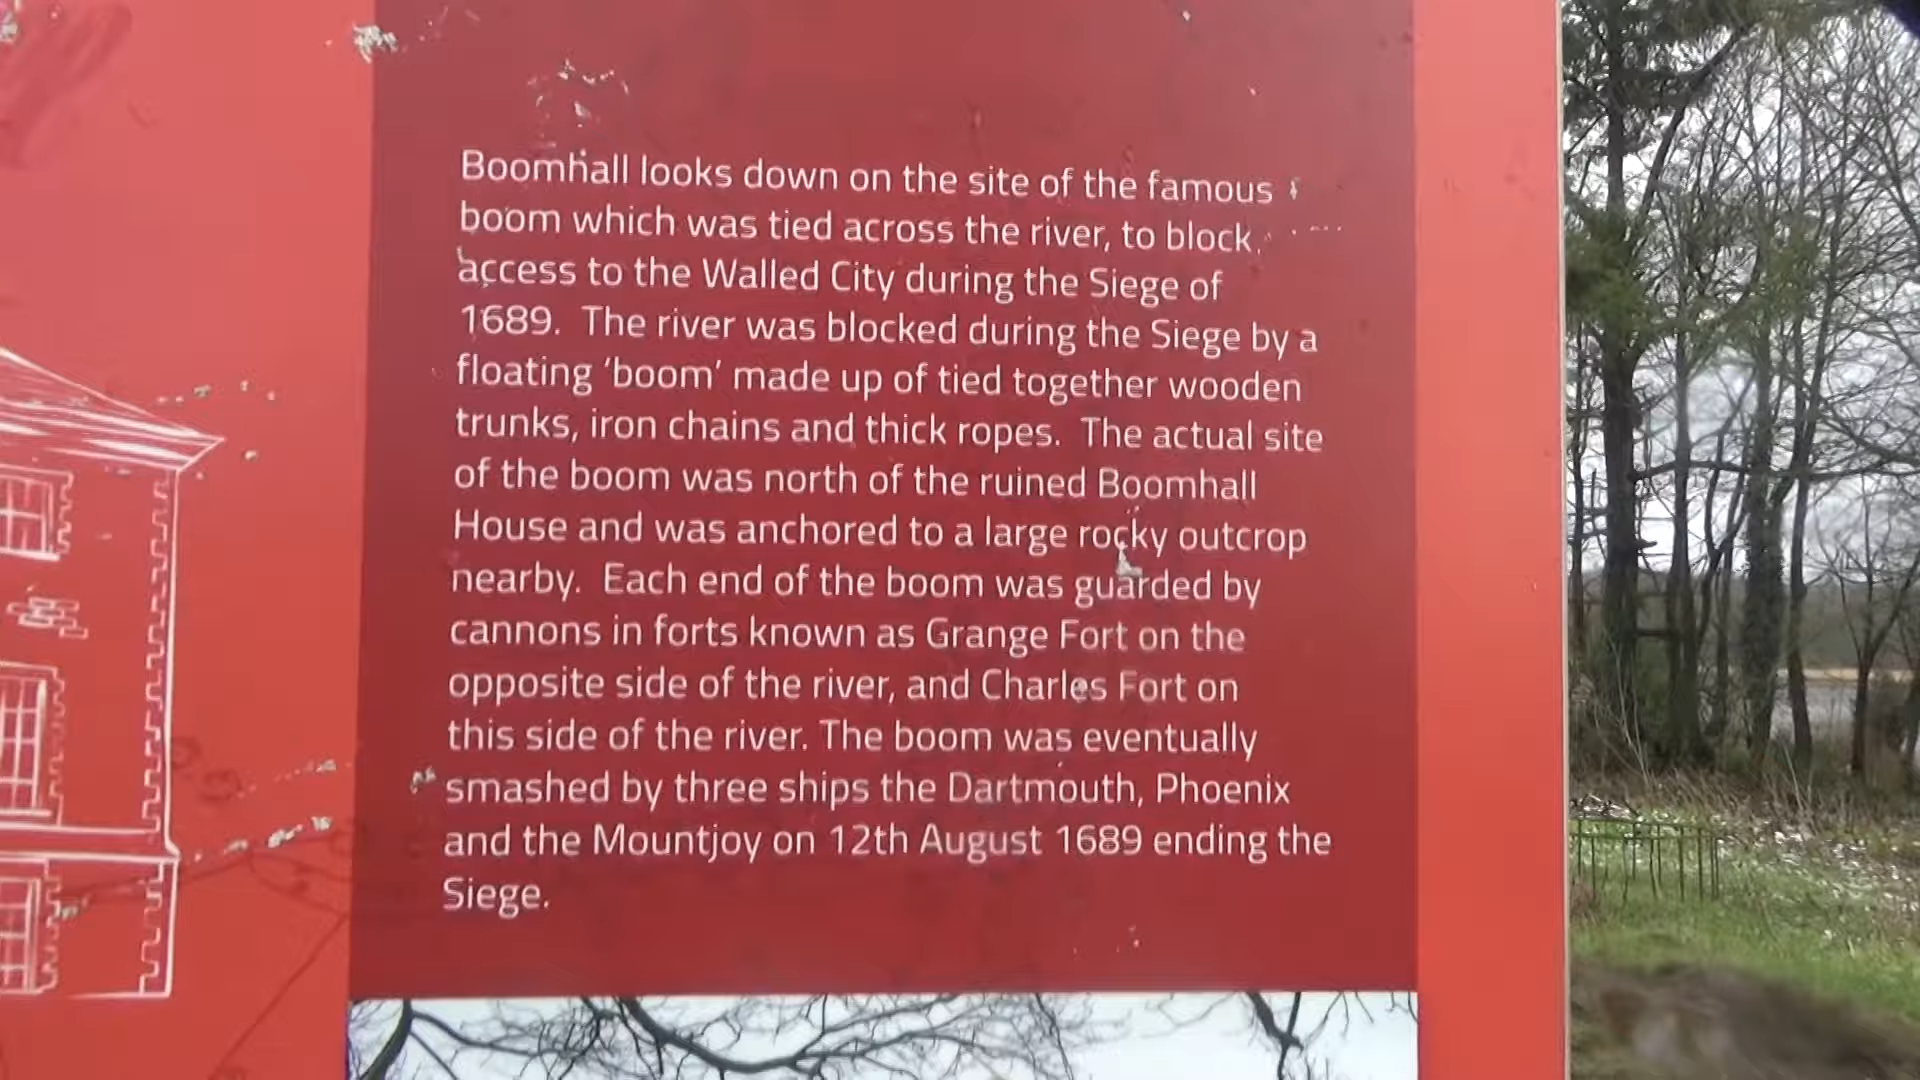 Boomhall looks down on the site of the famous
boom which was tied across the river, to block
access to the Walled City during the Siege of
1689.  The river was blocked during the Siege by a
floating ‘boom’ made up of tied together wooden
trunks, iron chains and thick ropes.  The actual site
of the boom was north of the ruined Boomhall
House and was anchored to a large rocky outcrop
nearby.  Each end of the boom was guarded by
cannons in forts known as Grange Fort on the
opposite side of the river, and Charles Fort on
this side of the river. The boom was eventually
smashed by three ships the Dartmouth, Phoenix
and the Mountjoy on 12th August 1689 ending the
Siege.